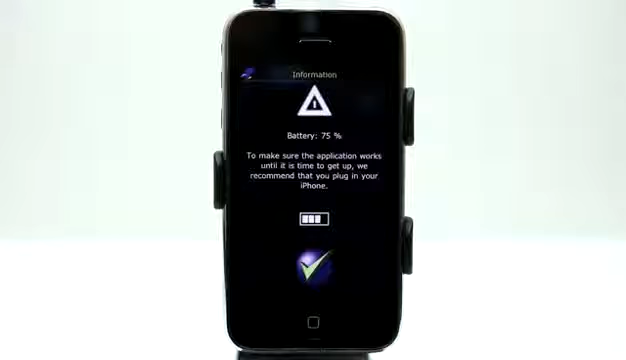 Information
Battery: 75 %
To make sure the application works
until it is time to get up, we
recommend that you plug in your
iPhone.